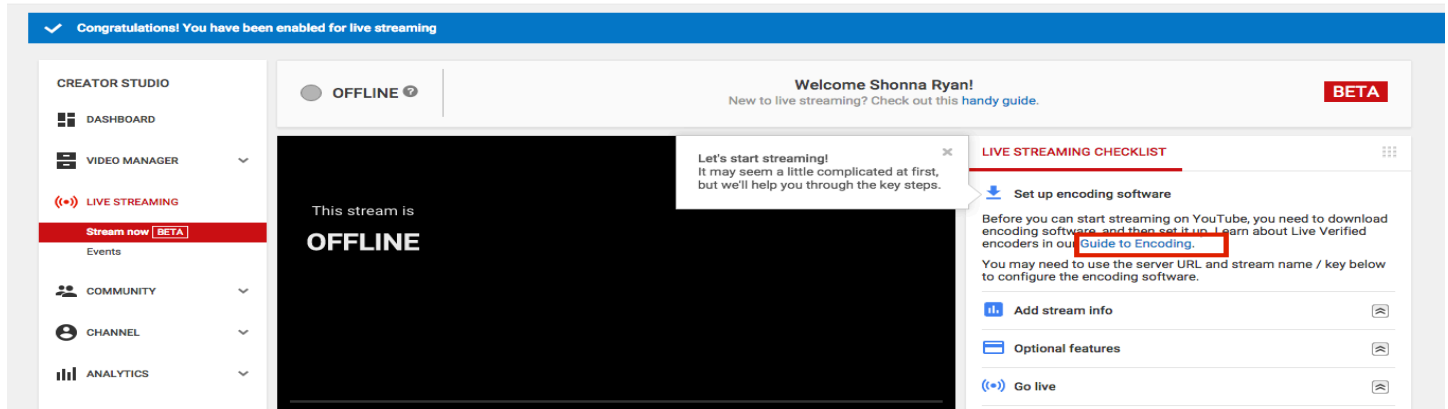 Congratulations! You have been enabled for live streaming
CREATOR STUDIO
DASHBOARD
VIDEO MANAGER
LIVE STREAMING
Stream now BETA
Events
COMMUNITY
CHANNEL
ANALYTICS
OFFLINE ?
Welcome Shonna Ryan!
New to live streaming? Check out this handy guide.
BETA
This stream is
OFFLINE
Let's start streaming!
It may seem a little complicated at first,
but we'll help you through the key steps.
LIVE STREAMING CHECKLIST
Set up encoding software
Before you can start streaming on YouTube, you need to download
encoding software, and then set it up. Learn about Live Verified
encoders in our Guide to Encoding.
You may need to use the server URL and stream name / key below
to configure the encoding software.
Add stream info
Optional features
Go live